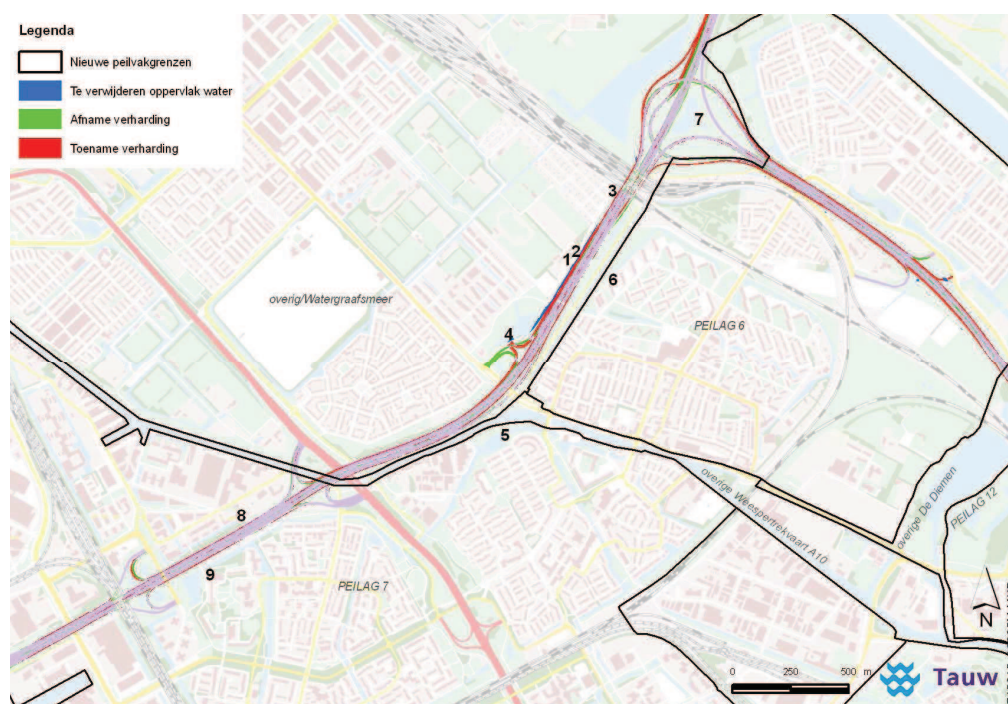 Legenda
Nieuwe peilvakgrenzen
Te verwijderen oppervlak water
Afname verharding
Toename verharding
7
3
2
1
6
overig/Watergraafsmeer
PEILAG 6
4
5
overige Weespertrekvaart A10
overige De Diemen
PEILAG 12
8
9
PEILAG 7
N
0 250 500 m
Tauw